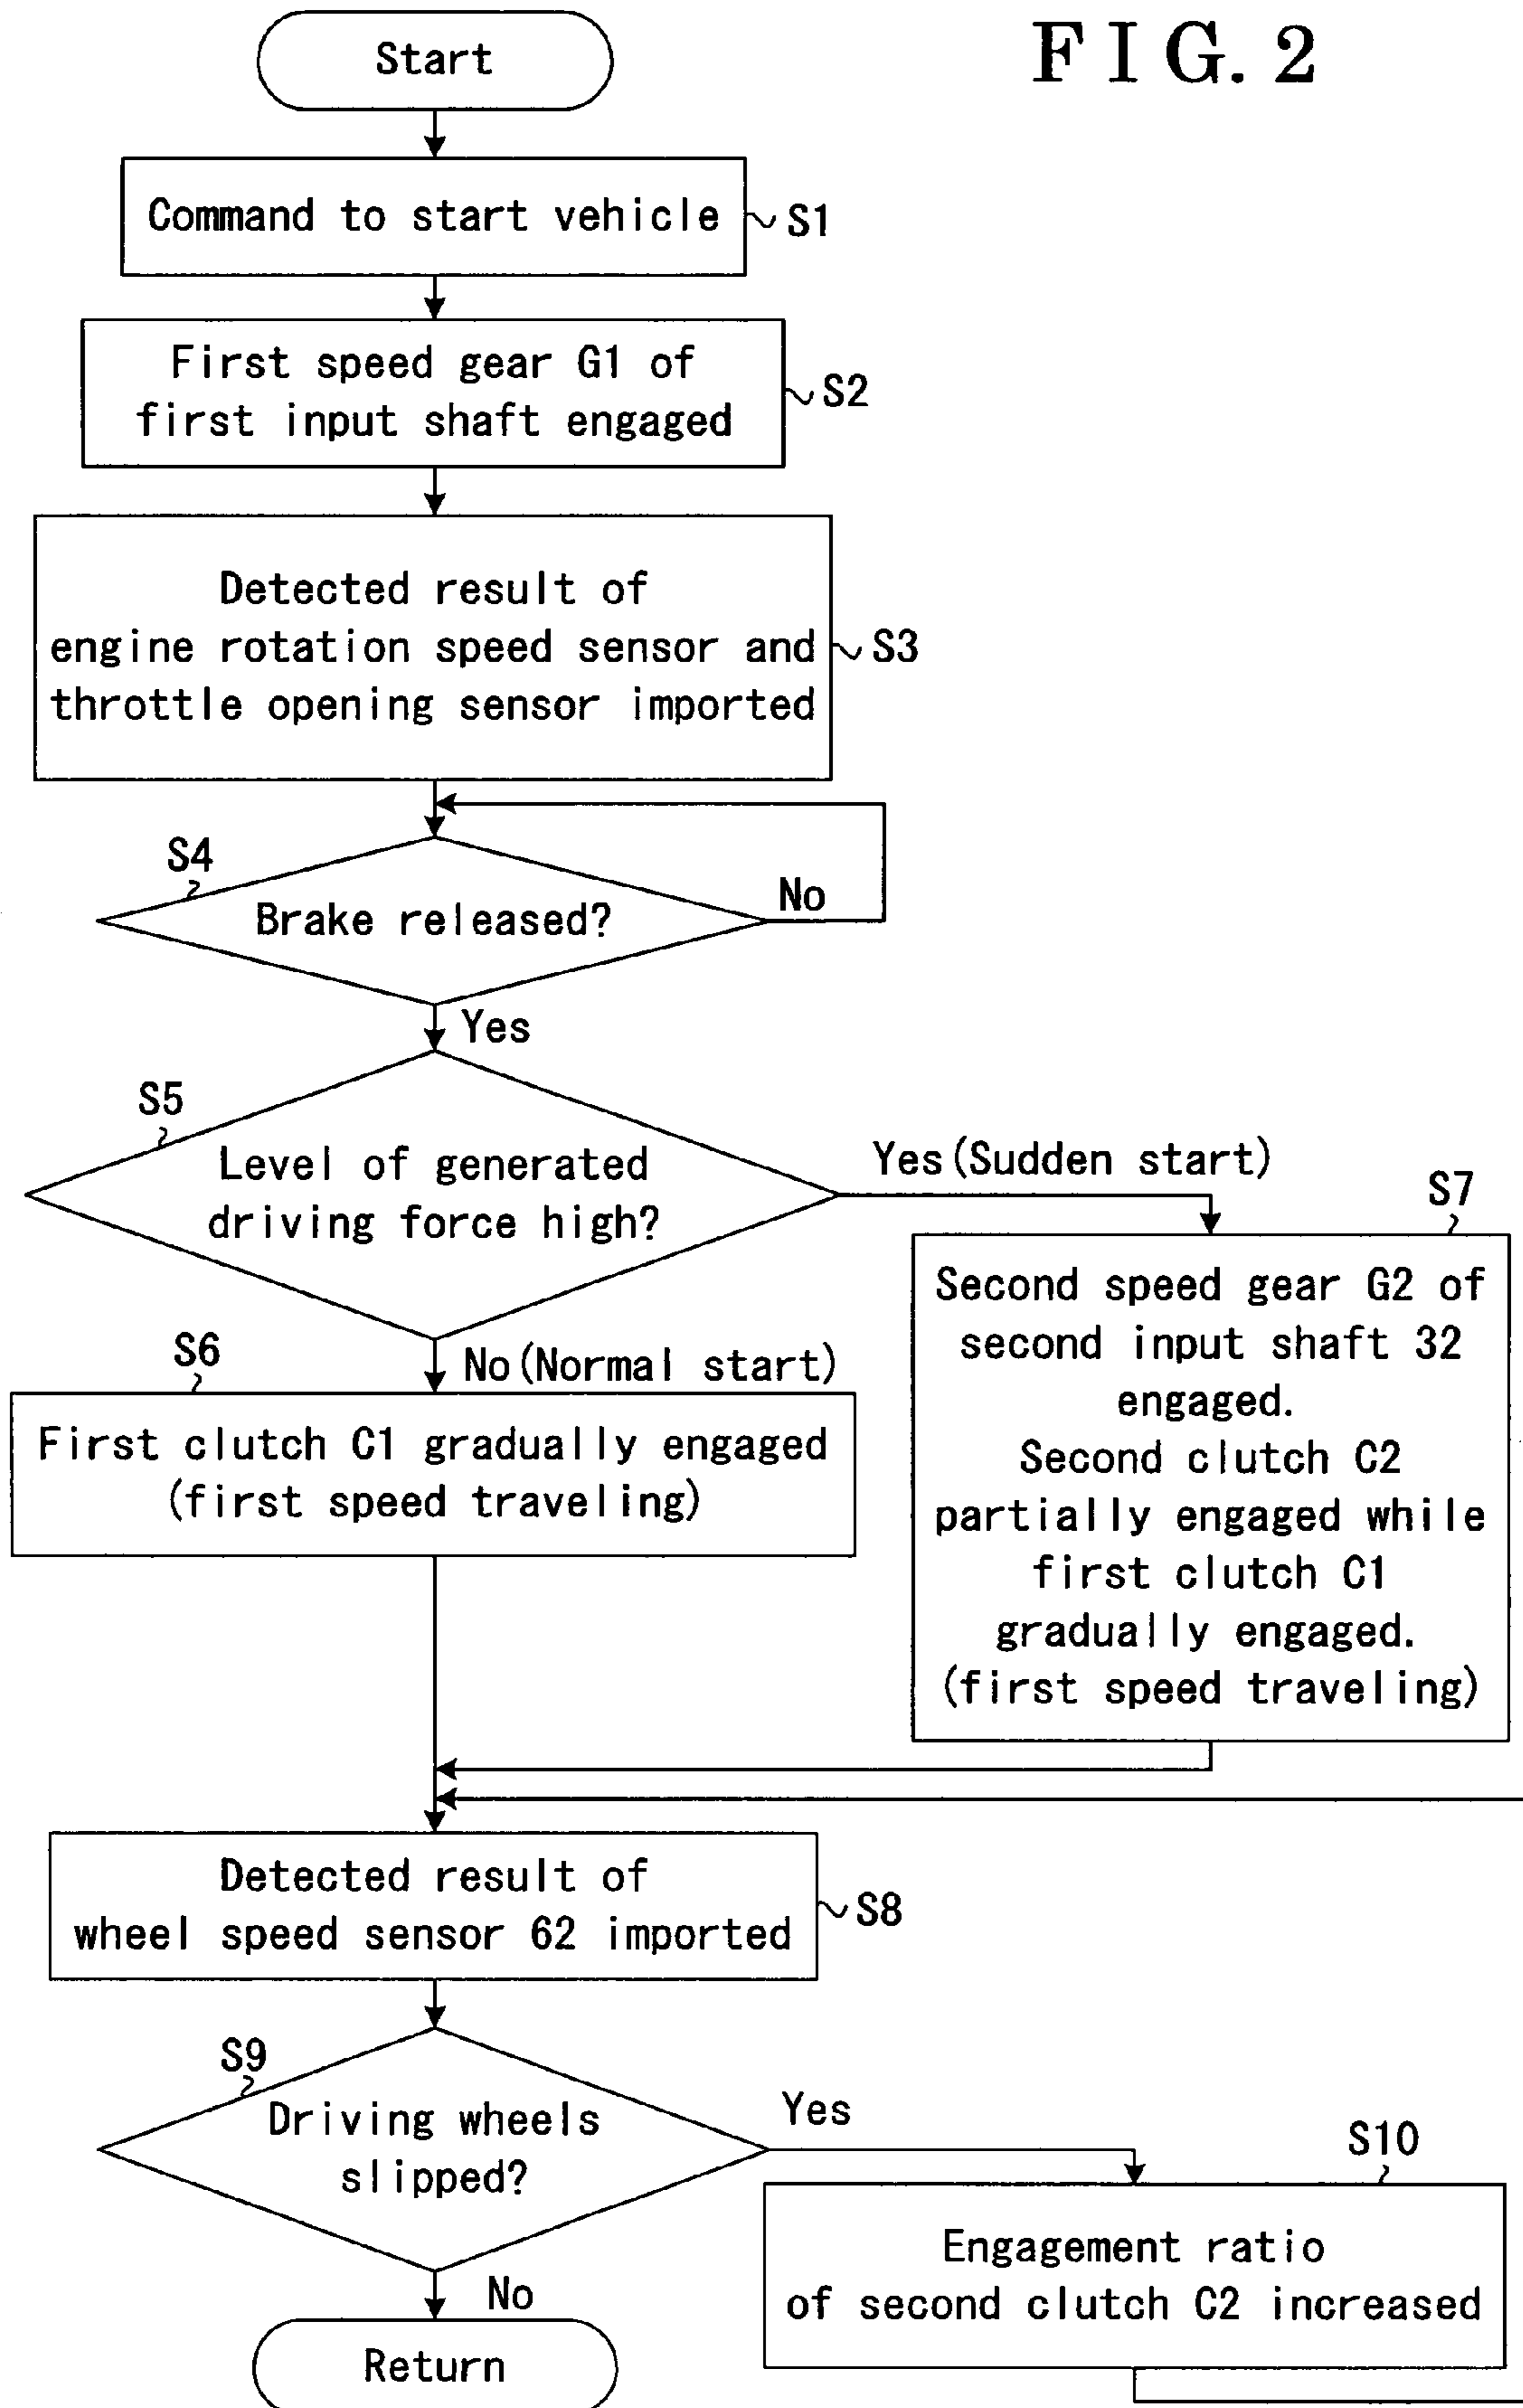 FIG. 2
Start
Command to start vehicle
S1
First speed gear G1 of
first input shaft engaged
S2
Detected result of
engine rotation speed sensor and
throttle opening sensor imported
S3
S4
Brake released?
No
Yes
S5
Level of generated
driving force high?
Yes(Sudden start)
No(Normal start)
S6
First clutch C1 gradually engaged
(first speed traveling)
S7
Second speed gear G2 of
second input shaft 32
engaged.
Second clutch C2
partially engaged while
first clutch C1
gradually engaged.
(first speed traveling)
Detected result of
wheel speed sensor 62 imported
S8
S9
Driving wheels
slipped?
Yes
No
S10
Engagement ratio
of second clutch C2 increased
Return